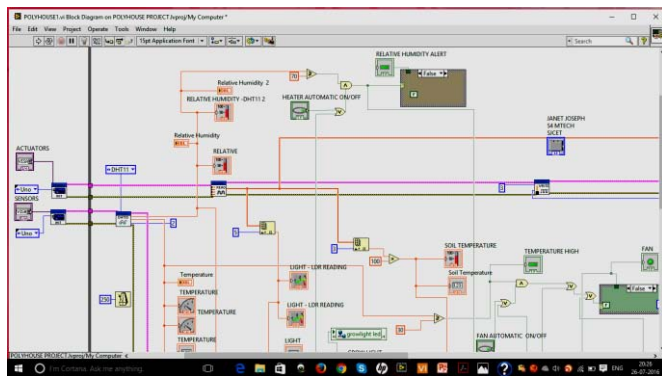 POLYHOUSE1.vi Block Diagram on POLYHOUSE PROJECT.lvproj/My Computer *
File Edit View Project Operate Tools Window Help
15pt Application Font
Search
RELATIVE HUMIDITY ALERT
70
False
Relative Humidity 2
RELATIVE HUMIDITY -DHT11 2
HEATER AUTOMATIC ON/OFF
JANET JOSEPH
S4 MTECH
SJCET
Relative Humidity
RELATIVE
ACTUATORS
DHT11
Uno
SENSORS
Uno
SOIL TEMPERATURE
TEMPERATURE HIGH
FAN
100
LIGHT - LDR READING
Soil Temperature
Temperature
False
250
TEMPERATURE
TEMPERATURE
LIGHT - LDR READING
30
growlight led
TEMPERATURE
LIGHT
FAN AUTOMATIC ON/OFF
POLYHOUSE PROJECT.lvproj/My Computer
I'm Cortana. Ask me anything.
ENG
20:29
26-07-2016